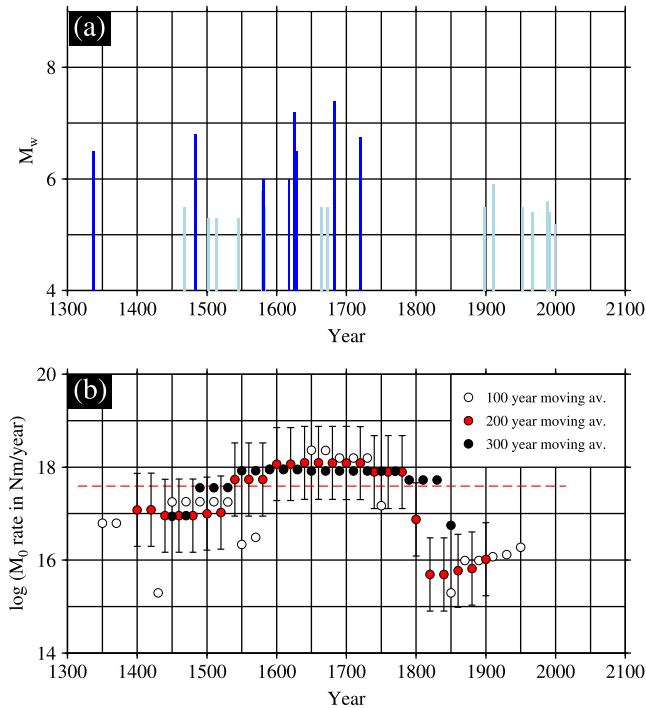 (a)
8
6
4
M_w
1300 1400 1500 1600 1700 1800 1900 2000 2100
Year
(b)
20
18
16
14
log (M_0 rate in Nm/year)
100 year moving av.
200 year moving av.
300 year moving av.
1300 1400 1500 1600 1700 1800 1900 2000 2100
Year